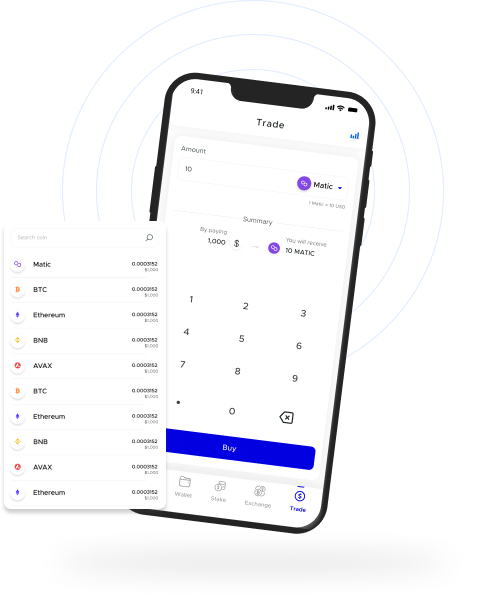 9:41
Trade
Amount
10
Matic
1 Matic = 10 USD
Summary
By paying
1,000 $
You will receive
10 MATIC
1 2 3
4 5 6
7 8 9
. 0
Buy
Wallet Stake Exchange Trade
Search coin
Matic 0.0003152
$1,000
BTC 0.0003152
$1,000
Ethereum 0.0003152
$1,000
BNB 0.0003152
$1,000
AVAX 0.0003152
$1,000
BTC 0.0003152
$1,000
Ethereum 0.0003152
$1,000
BNB 0.0003152
$1,000
AVAX 0.0003152
$1,000
Ethereum 0.0003152
$1,000